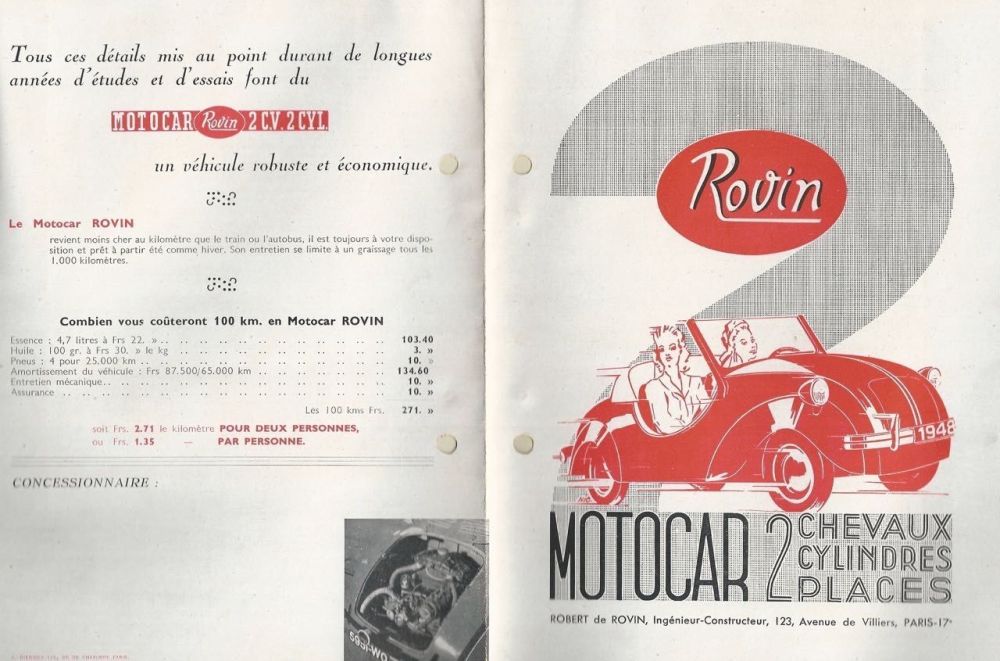 Tous ces détails mis au point durant de longues
années d'études et d'essais font du
MOTOCAR Rovin 2 C.V. 2 CYL.
un véhicule robuste et économique.
Le Motocar ROVIN
revient moins cher au kilomètre que le train ou l'autobus, il est toujours à votre dispo-
sition et prêt à partir été comme hiver. Son entretien se limite à un graissage tous les
1.000 kilomètres.
Combien vous coûteront 100 km. en Motocar ROVIN
Essence : 4,7 litres à Frs 22. » .. .. .. .. .. .. .. .. .. .. .. .. 103.40
Huile : 100 gr. à Frs 30. » le kg .. .. .. .. .. .. .. .. .. .. .. 3. »
Pneus : 4 pour 25.000 km .. .. .. .. .. .. .. .. .. .. .. .. 10. »
Amortissement du véhicule : Frs 87.500/65.000 km .. .. .. .. .. .. 134.60
Entretien mécanique.. .. .. .. .. .. .. .. .. .. .. .. .. 10. »
Assurance .. .. .. .. .. .. .. .. .. .. .. .. .. .. .. 10. »
Les 100 kms Frs. 271. »
soit Frs. 2.71 le kilomètre POUR DEUX PERSONNES,
ou Frs. 1.35 — PAR PERSONNE.
CONCESSIONNAIRE :
2
Rovin
1948
MOTOCAR 2 CHEVAUX
CYLINDRES
PLACES
ROBERT de ROVIN, Ingénieur-Constructeur, 123, Avenue de Villiers, PARIS-17e